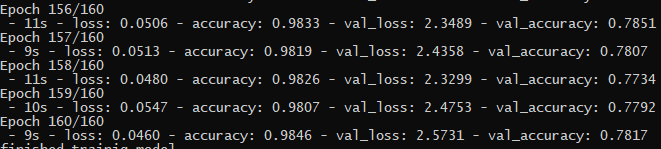 Epoch 156/160
- 11s - loss: 0.0506 - accuracy: 0.9833 - val_loss: 2.3489 - val_accuracy: 0.7851
Epoch 157/160
- 9s - loss: 0.0513 - accuracy: 0.9819 - val_loss: 2.4358 - val_accuracy: 0.7807
Epoch 158/160
- 11s - loss: 0.0480 - accuracy: 0.9826 - val_loss: 2.3299 - val_accuracy: 0.7734
Epoch 159/160
- 10s - loss: 0.0547 - accuracy: 0.9807 - val_loss: 2.4753 - val_accuracy: 0.7792
Epoch 160/160
- 9s - loss: 0.0460 - accuracy: 0.9846 - val_loss: 2.5731 - val_accuracy: 0.7817
finished trainig model